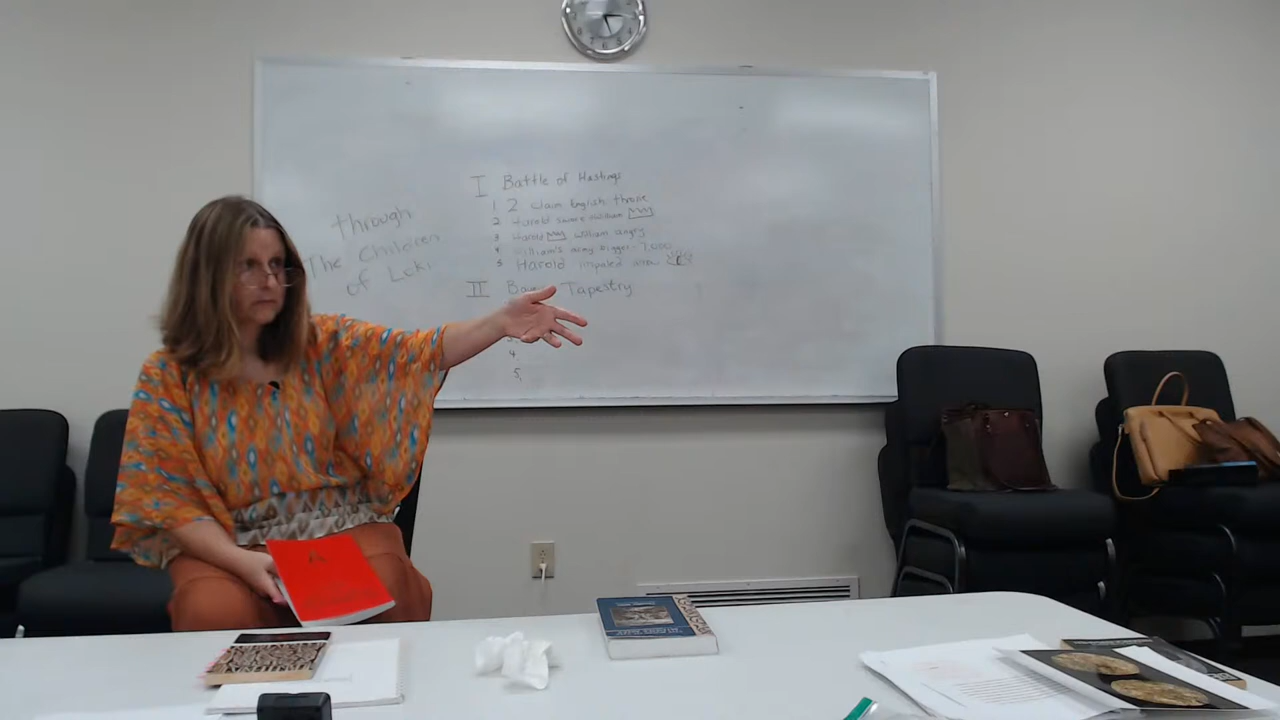 through
The Children
of Loki
I Battle of Hastings
1 2 claim English throne
2 Harold swore William
3 Harold William angry
4 William's army bigger 7,000
5 Harold impaled
II Tapestry
4.
5.